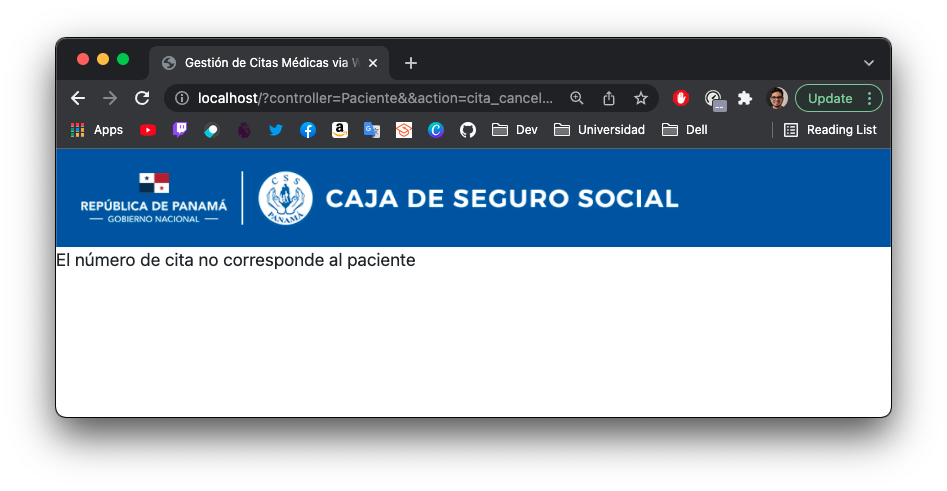 Gestión de Citas Médicas via W
localhost/?controller=Paciente&&action=cita_cancel...
Update
Apps
Dev
Universidad
Dell
Reading List
REPÚBLICA DE PANAMÁ
— GOBIERNO NACIONAL —
CSS
PANAMÁ
CAJA DE SEGURO SOCIAL
El número de cita no corresponde al paciente